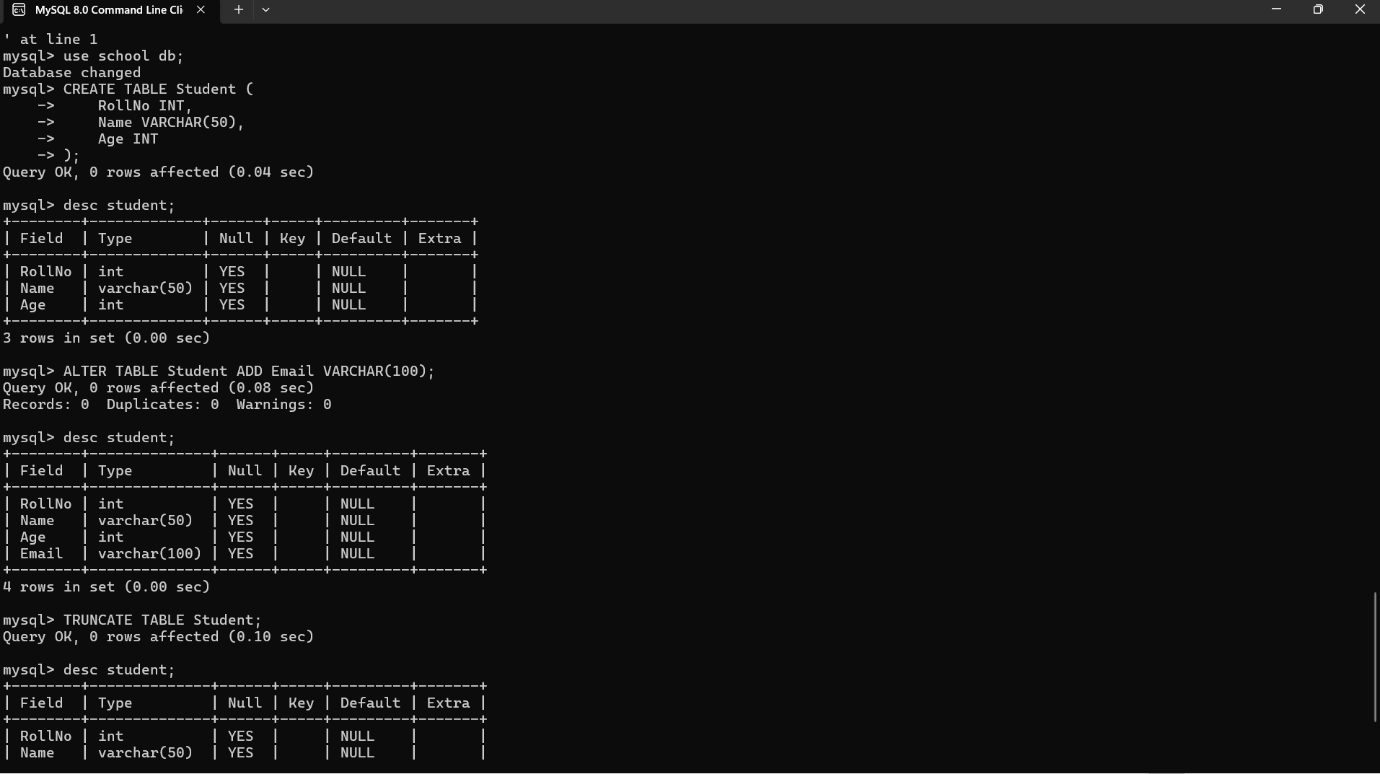 MySQL 8.0 Command Line Cli
' at line 1
mysql> use school db;
Database changed
mysql> CREATE TABLE Student (
    ->     RollNo INT,
    ->     Name VARCHAR(50),
    ->     Age INT
    -> );
Query OK, 0 rows affected (0.04 sec)

mysql> desc student;
+--------+-------------+------+-----+---------+-------+
| Field  | Type        | Null | Key | Default | Extra |
+--------+-------------+------+-----+---------+-------+
| RollNo | int         | YES  |     | NULL    |       |
| Name   | varchar(50) | YES  |     | NULL    |       |
| Age    | int         | YES  |     | NULL    |       |
+--------+-------------+------+-----+---------+-------+
3 rows in set (0.00 sec)

mysql> ALTER TABLE Student ADD Email VARCHAR(100);
Query OK, 0 rows affected (0.08 sec)
Records: 0  Duplicates: 0  Warnings: 0

mysql> desc student;
+--------+--------------+------+-----+---------+-------+
| Field  | Type         | Null | Key | Default | Extra |
+--------+--------------+------+-----+---------+-------+
| RollNo | int          | YES  |     | NULL    |       |
| Name   | varchar(50)  | YES  |     | NULL    |       |
| Age    | int          | YES  |     | NULL    |       |
| Email  | varchar(100) | YES  |     | NULL    |       |
+--------+--------------+------+-----+---------+-------+
4 rows in set (0.00 sec)

mysql> TRUNCATE TABLE Student;
Query OK, 0 rows affected (0.10 sec)

mysql> desc student;
+--------+--------------+------+-----+---------+-------+
| Field  | Type         | Null | Key | Default | Extra |
+--------+--------------+------+-----+---------+-------+
| RollNo | int          | YES  |     | NULL    |       |
| Name   | varchar(50)  | YES  |     | NULL    |       |